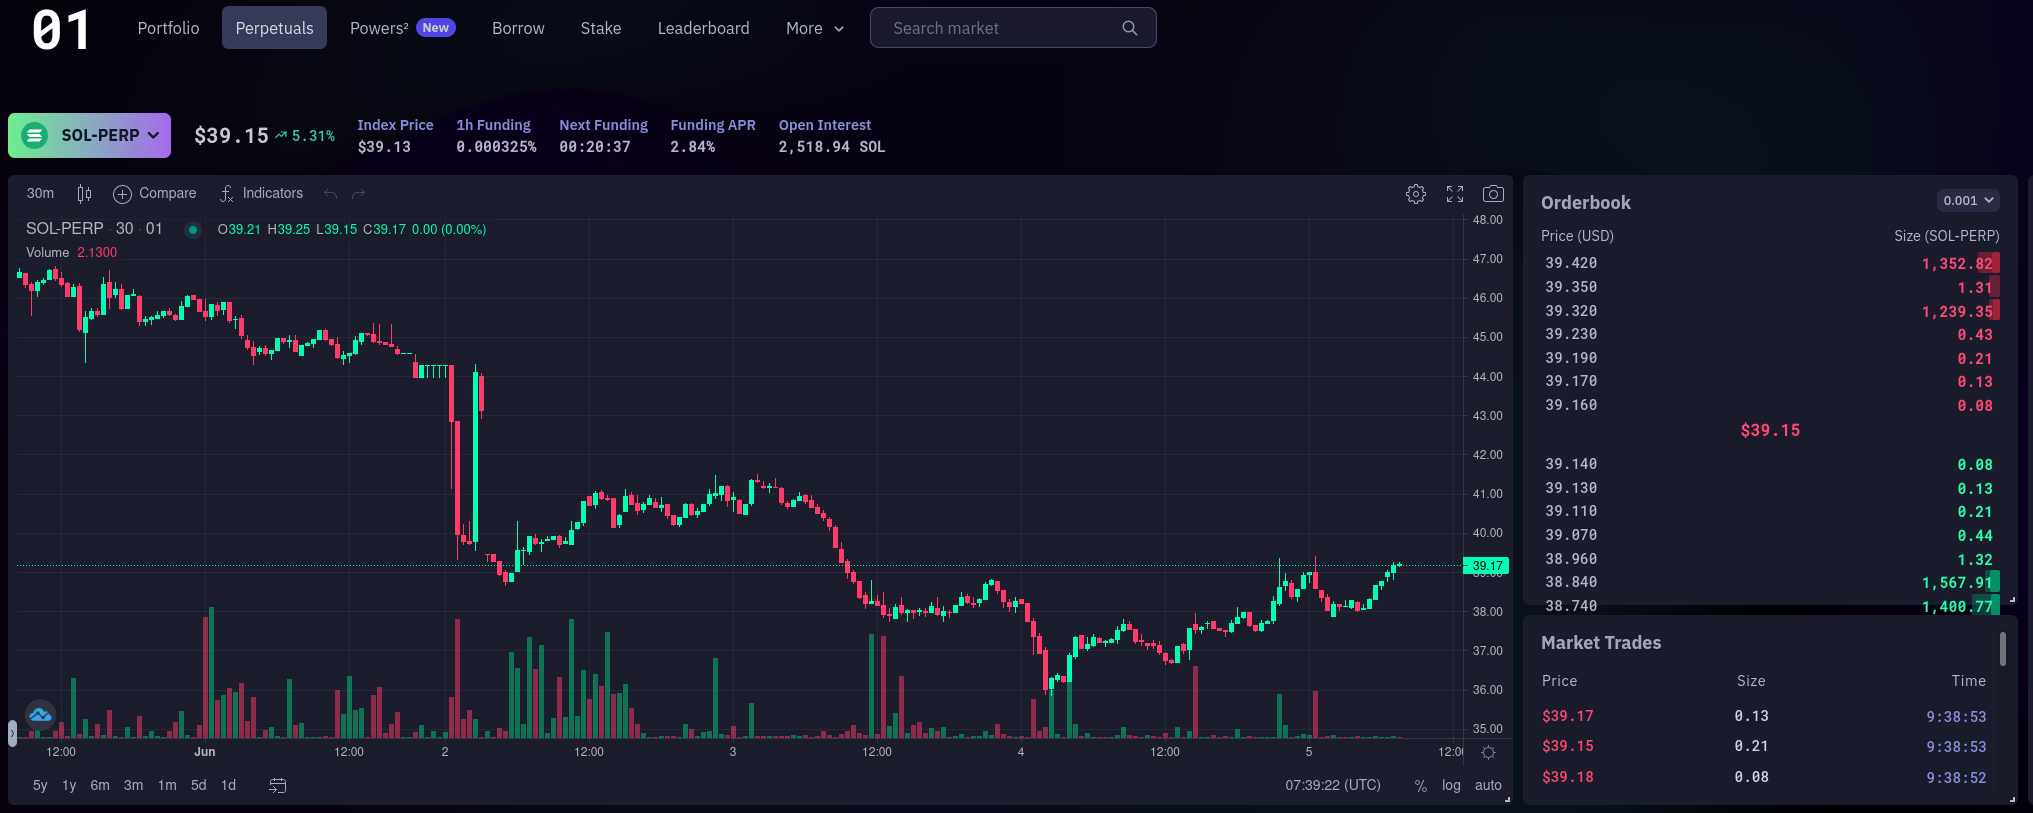 01 Portfolio Perpetuals Powers² New Borrow Stake Leaderboard More Search market
SOL-PERP $39.15 5.31%
Index Price 1h Funding Next Funding Funding APR Open Interest
$39.13 0.000325% 00:20:37 2.84% 2,518.94 SOL
30m Compare Indicators
SOL-PERP · 30 · 01 O39.21 H39.25 L39.15 C39.17 0.00 (0.00%)
Volume 2.1300
48.00
47.00
46.00
45.00
44.00
43.00
42.00
41.00
40.00
39.17
39.00
38.00
37.00
36.00
35.00
12:00 Jun 12:00 2 12:00 3 12:00 4 12:00 5 12:00
5y 1y 6m 3m 1m 5d 1d 07:39:22 (UTC) % log auto
Orderbook 0.001
Price (USD) Size (SOL-PERP)
39.420 1,352.82
39.350 1.31
39.320 1,239.35
39.230 0.43
39.190 0.21
39.170 0.13
39.160 0.08
$39.15
39.140 0.08
39.130 0.13
39.110 0.21
39.070 0.44
38.960 1.32
38.840 1,567.91
38.740 1,400.77
Market Trades
Price Size Time
$39.17 0.13 9:38:53
$39.15 0.21 9:38:53
$39.18 0.08 9:38:52